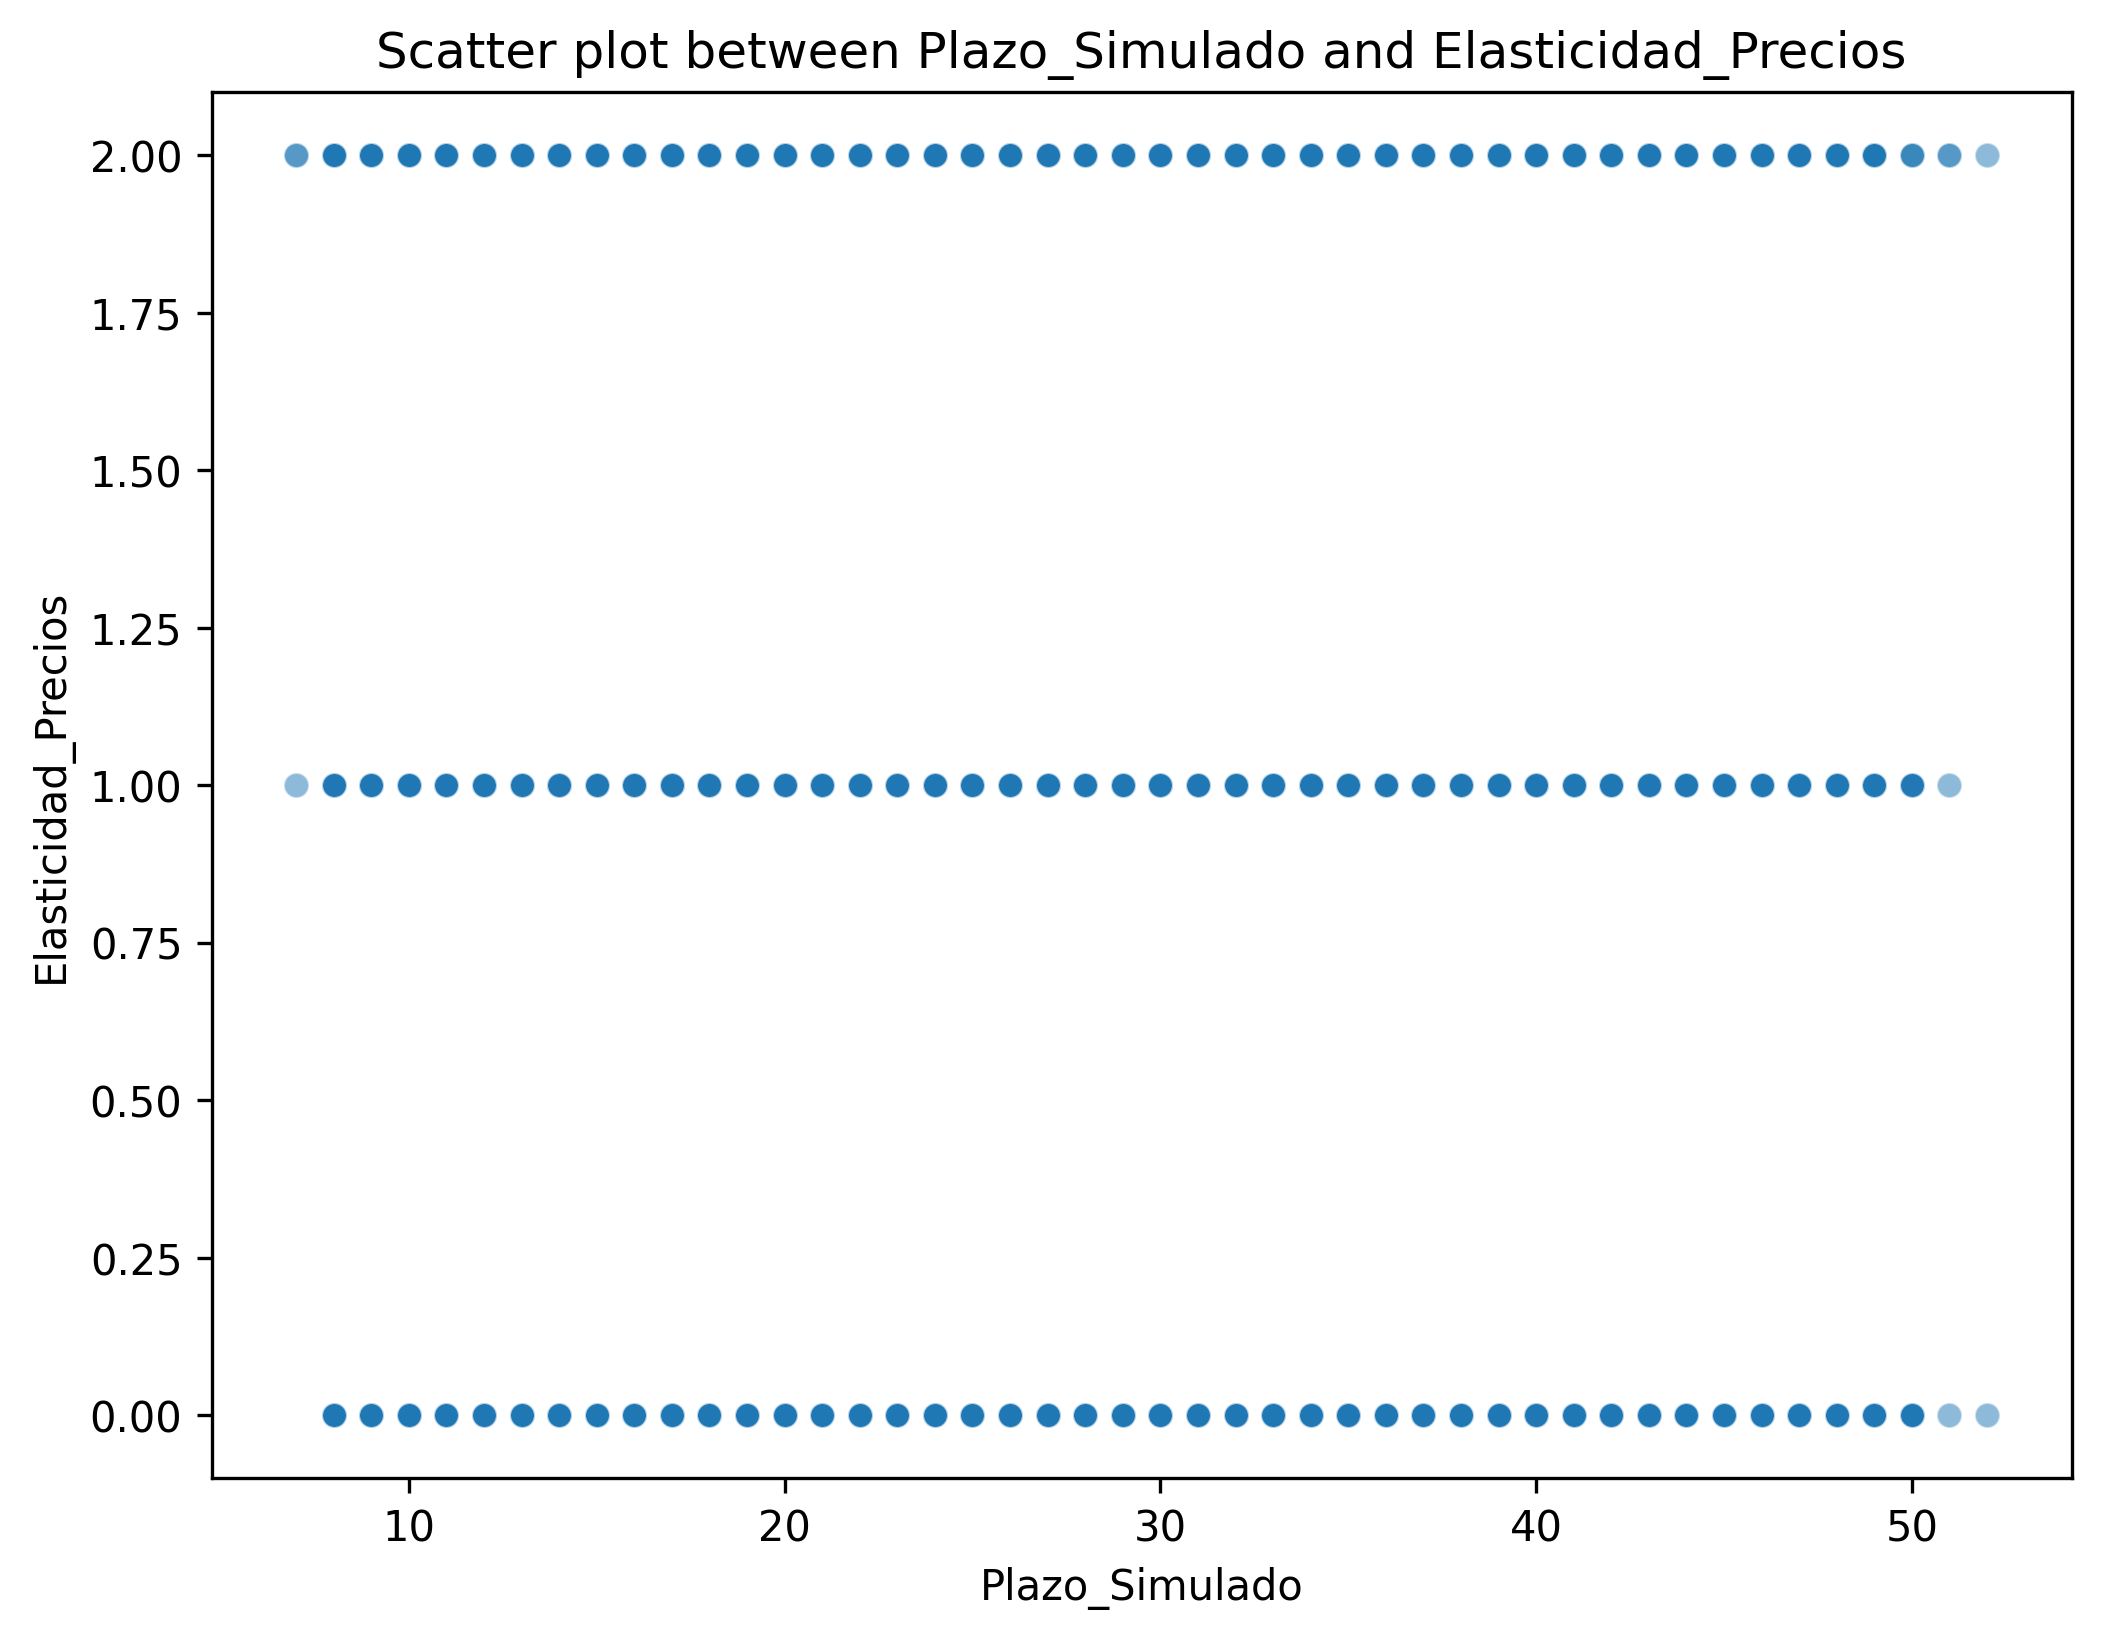 Scatter plot between Plazo_Simulado and Elasticidad_Precios
2.00
1.75
1.50
1.25
1.00
0.75
0.50
0.25
0.00
Elasticidad_Precios
10 20 30 40 50
Plazo_Simulado